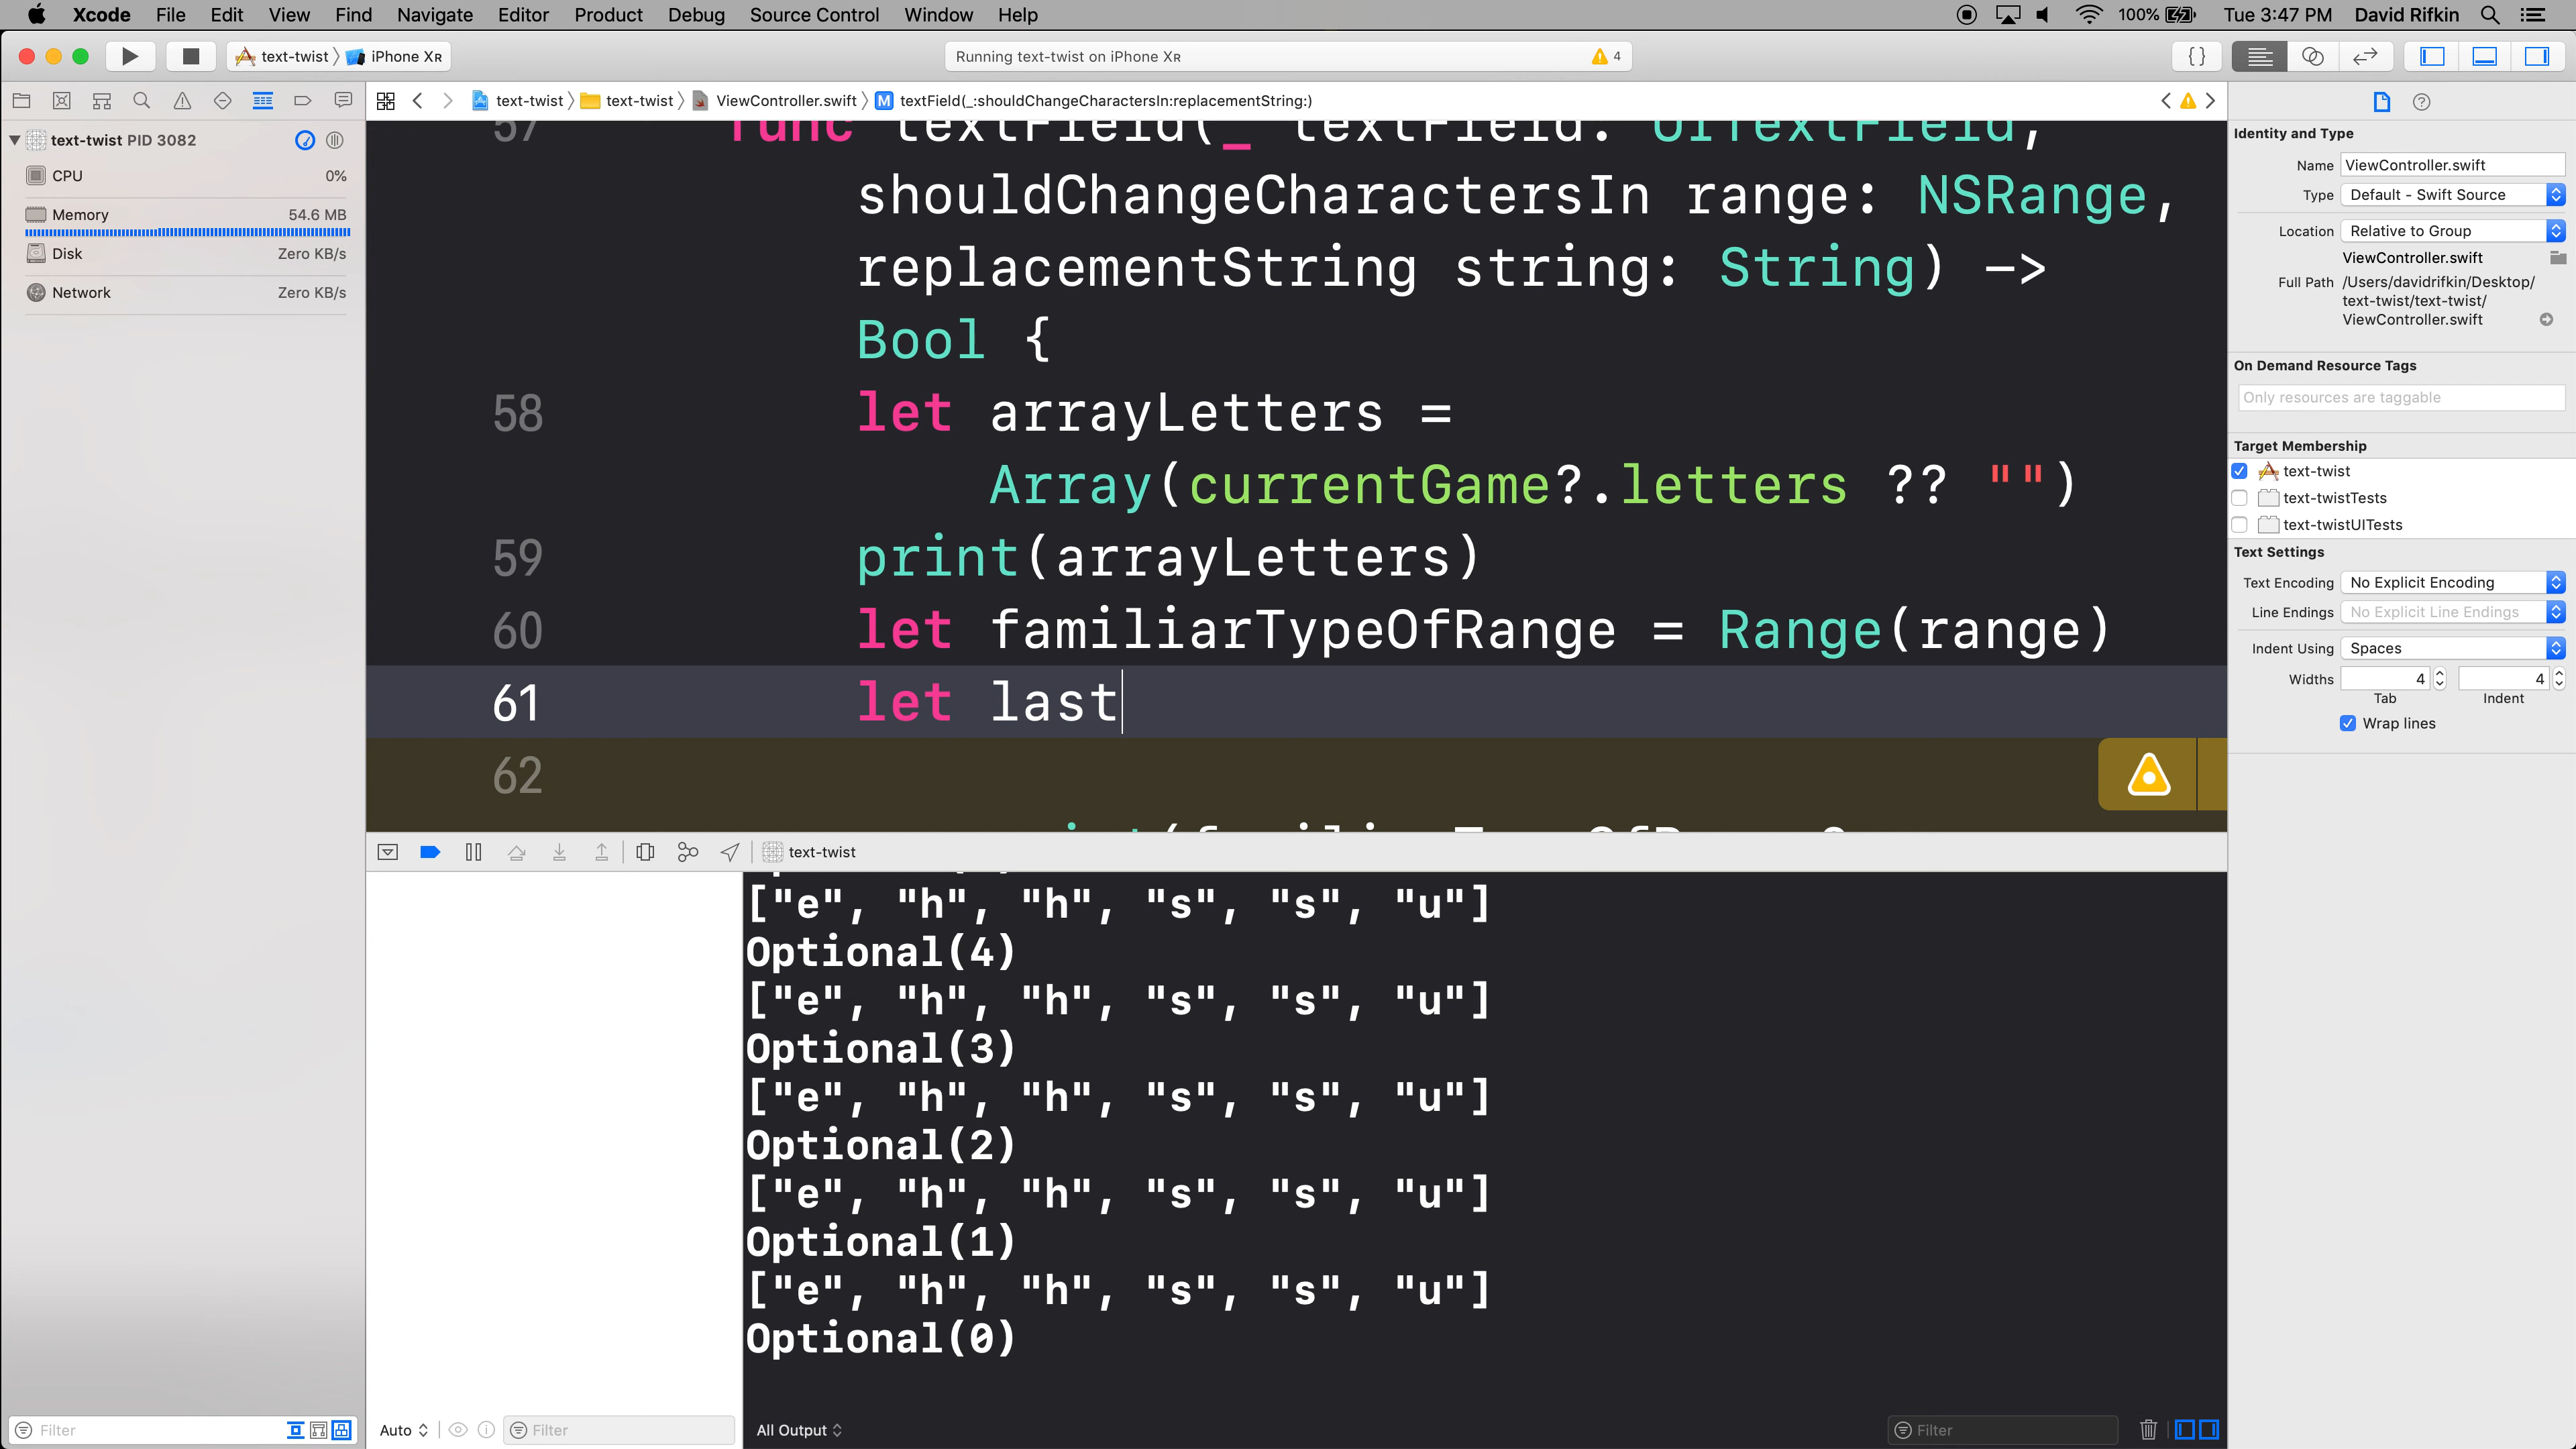 Xcode File Edit View Find Navigate Editor Product Debug Source Control Window Help 100% Tue 3:47 PM David Rifkin
text-twist iPhone XR Running text-twist on iPhone XR 4
text-twist text-twist ViewController.swift M textField(_:shouldChangeCharactersIn:replacementString:)
text-twist PID 3082
CPU 0%
Memory 54.6 MB
Disk Zero KB/s
Network Zero KB/s
Filter
57 func textField(_ textField: UITextField,
shouldChangeCharactersIn range: NSRange,
replacementString string: String) ->
Bool {
58 let arrayLetters =
Array(currentGame?.letters ?? "")
59 print(arrayLetters)
60 let familiarTypeOfRange = Range(range)
61 let last
62
text-twist
["e", "h", "h", "s", "s", "u"]
Optional(4)
["e", "h", "h", "s", "s", "u"]
Optional(3)
["e", "h", "h", "s", "s", "u"]
Optional(2)
["e", "h", "h", "s", "s", "u"]
Optional(1)
["e", "h", "h", "s", "s", "u"]
Optional(0)
Auto Filter
All Output Filter
Identity and Type
Name ViewController.swift
Type Default - Swift Source
Location Relative to Group
ViewController.swift
Full Path /Users/davidrifkin/Desktop/
text-twist/text-twist/
ViewController.swift
On Demand Resource Tags
Only resources are taggable
Target Membership
text-twist
text-twistTests
text-twistUITests
Text Settings
Text Encoding No Explicit Encoding
Line Endings No Explicit Line Endings
Indent Using Spaces
Widths 4 4
Tab Indent
Wrap lines